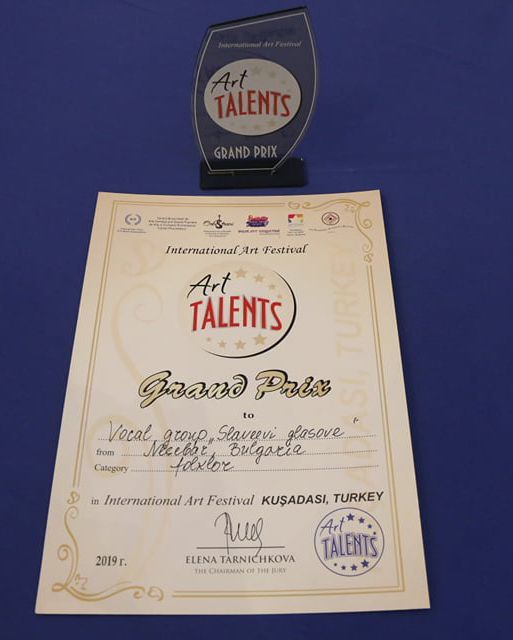 International Art Festival
Art
TALENTS
GRAND PRIX
International Art Festival
Art
TALENTS
Grand Prix
to
Vocal group „Slaveevi glasove“
from Nesebar, Bulgaria
Category folklor
in International Art Festival KUŞADASI, TURKEY
2019 г.
ELENA TARNICHKOVA
THE CHAIRMAN OF THE JURY
Art
TALENTS
KUŞADASI, TURKEY